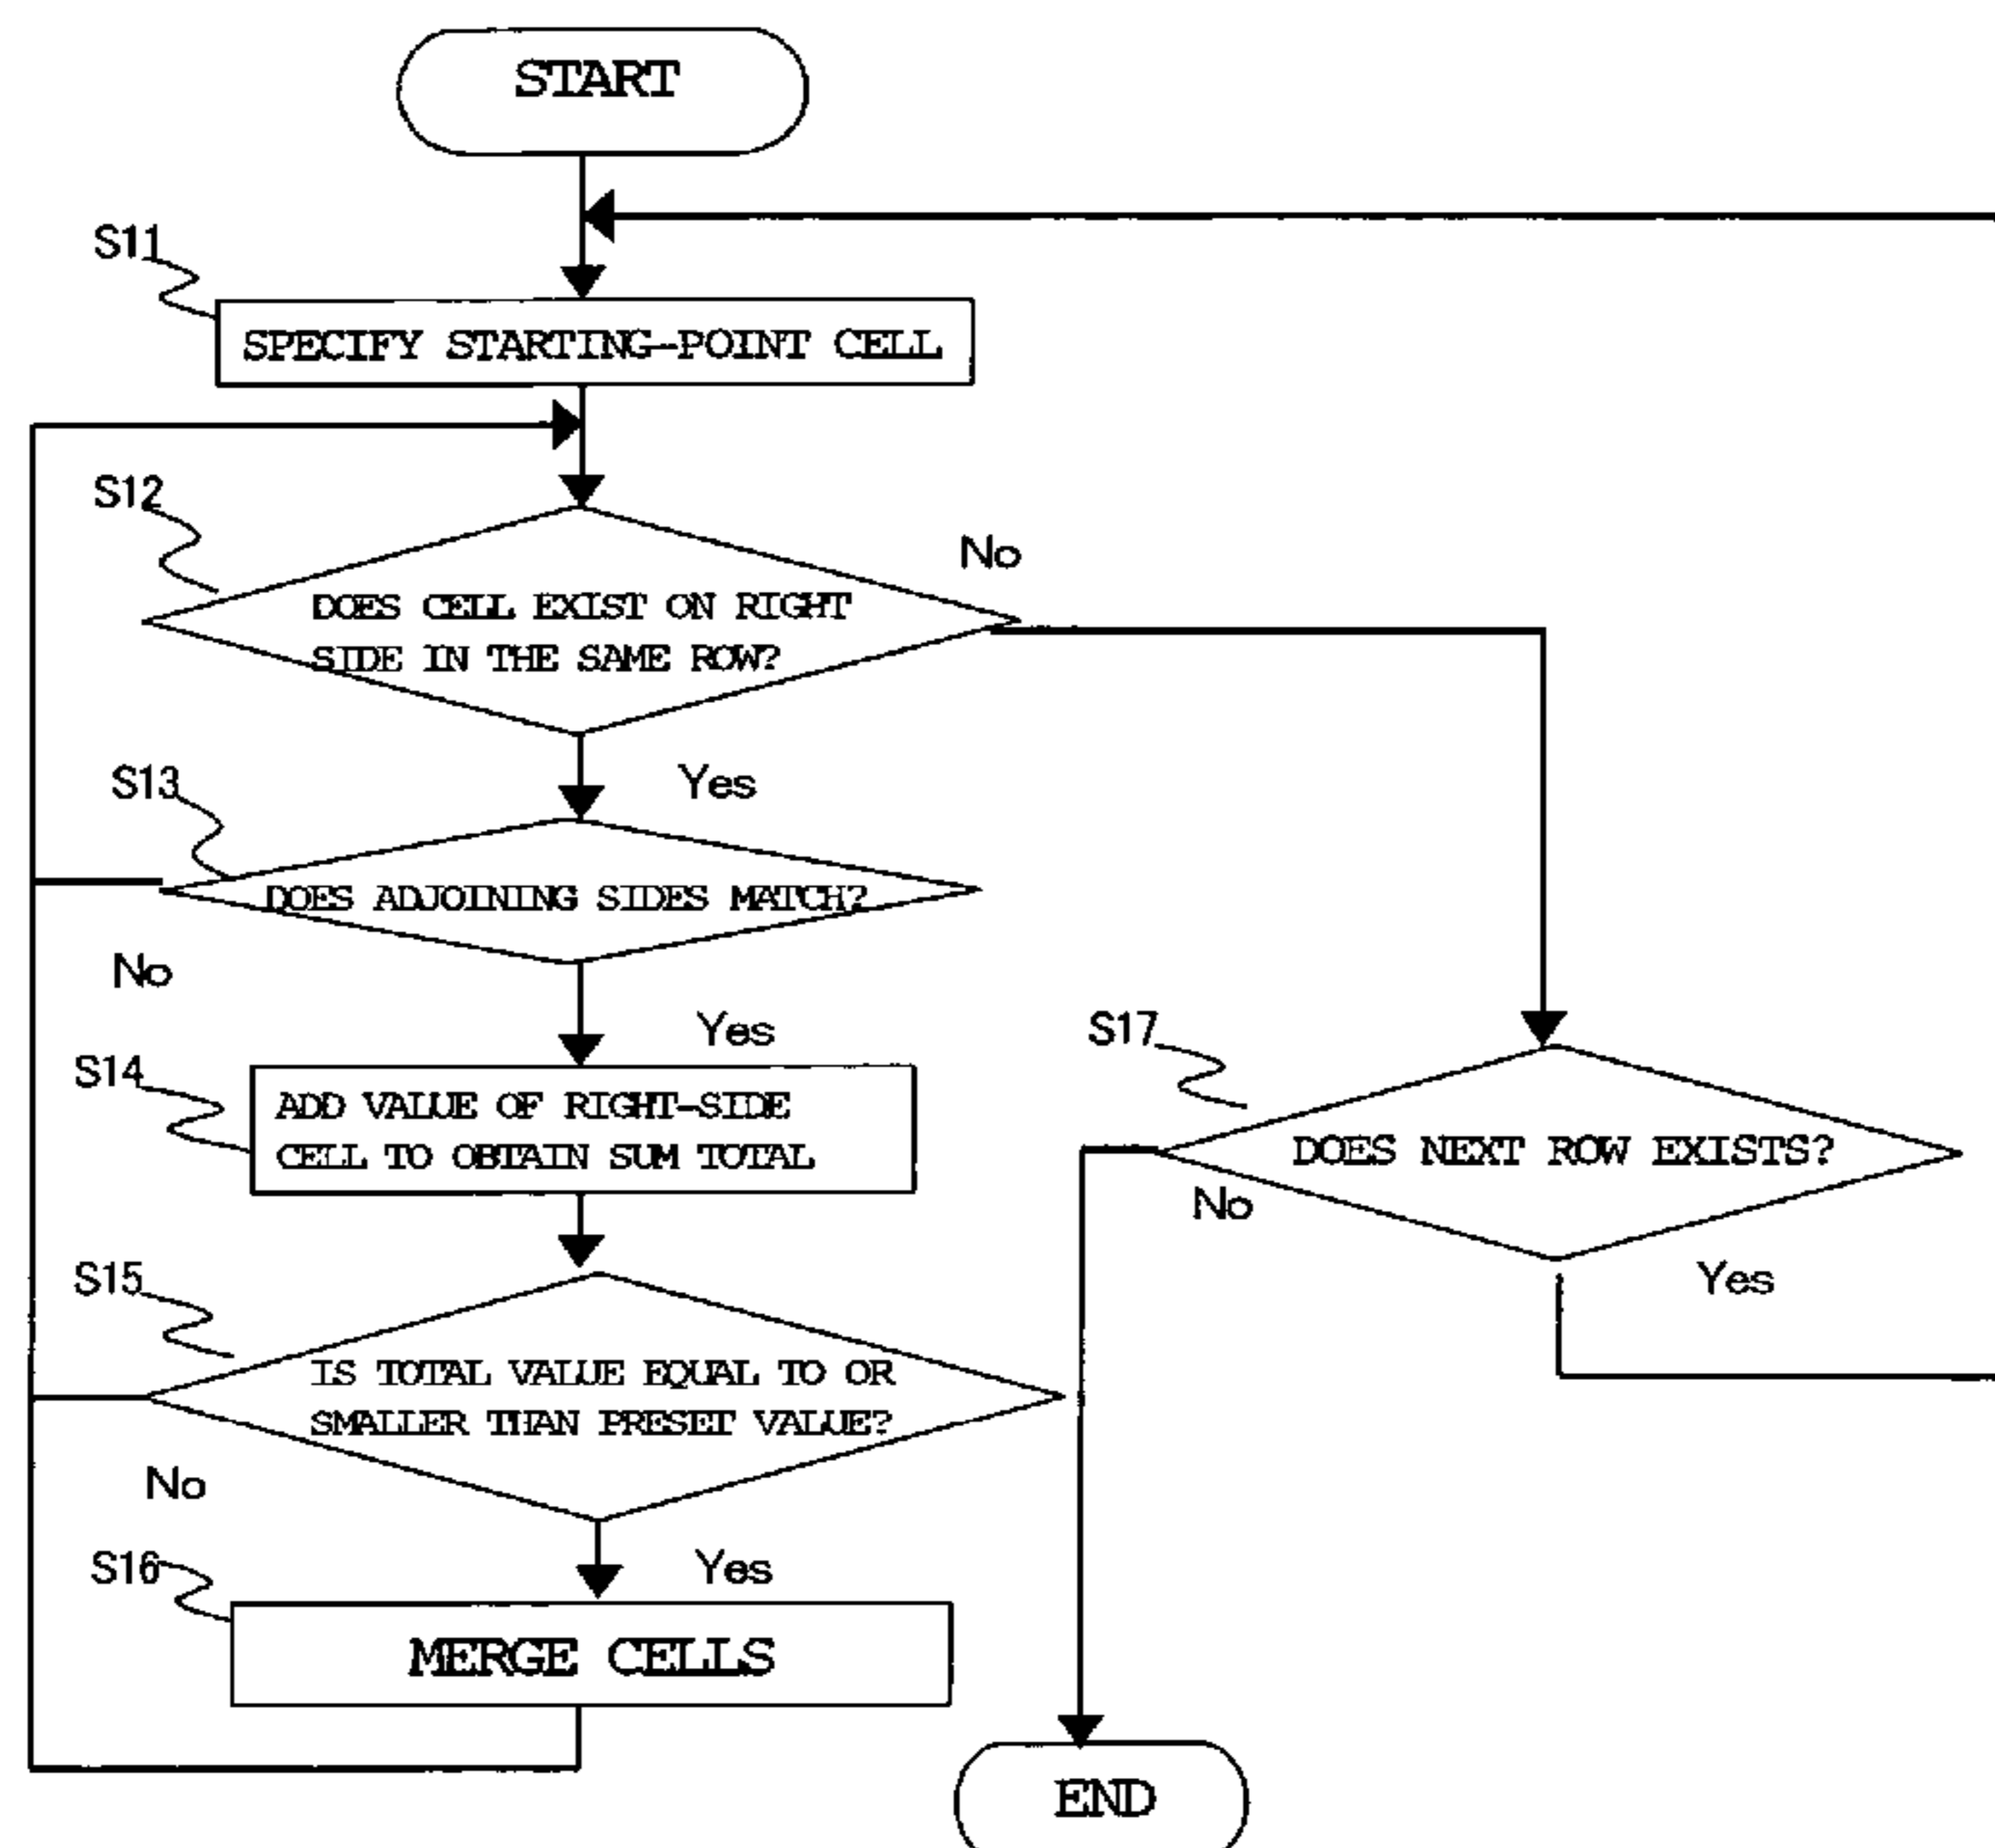 START
S11
SPECIFY STARTING-POINT CELL
S12
No
DOES CELL EXIST ON RIGHT
SIDE IN THE SAME ROW?
S13
Yes
DOES ADJOINING SIDES MATCH?
No
Yes
S14
ADD VALUE OF RIGHT-SIDE
CELL TO OBTAIN SUM TOTAL
S17
DOES NEXT ROW EXISTS?
No
Yes
S15
IS TOTAL VALUE EQUAL TO OR
SMALLER THAN PRESET VALUE?
No
Yes
S16
MERGE CELLS
END